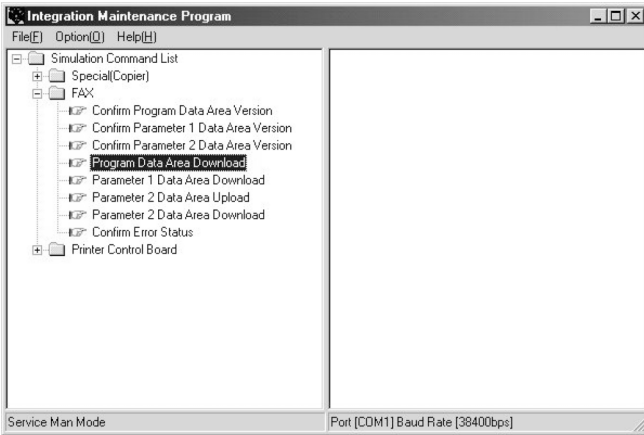 Integration Maintenance Program
File(F) Option(O) Help(H)
Simulation Command List
Special(Copier)
FAX
Confirm Program Data Area Version
Confirm Parameter 1 Data Area Version
Confirm Parameter 2 Data Area Version
Program Data Area Download
Parameter 1 Data Area Download
Parameter 2 Data Area Upload
Parameter 2 Data Area Download
Confirm Error Status
Printer Control Board
Service Man Mode
Port [COM1] Baud Rate [38400bps]